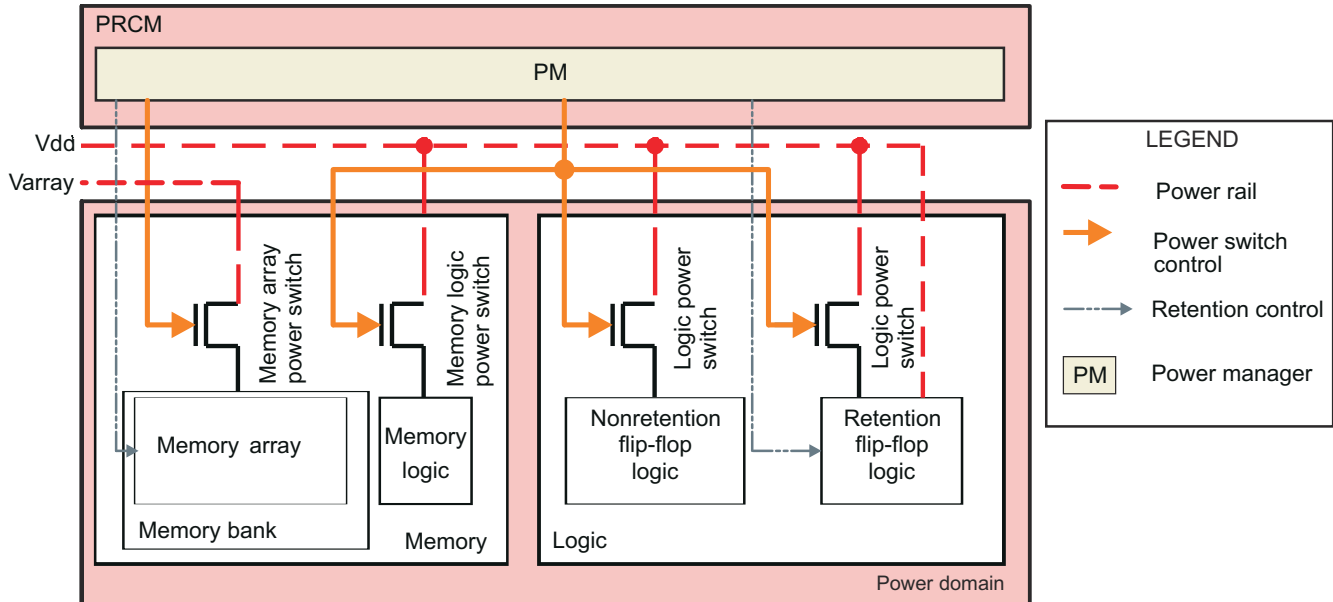 PRCM
PM
Vdd
Varray
LEGEND
Power rail
Power switch
control
Retention control
PM
Power manager
Memory array
power switch
Memory logic
power switch
Logic power
switch
Logic power
switch
Memory array
Memory bank
Memory
logic
Memory
Nonretention
flip-flop
logic
Retention
flip-flop
logic
Logic
Power domain